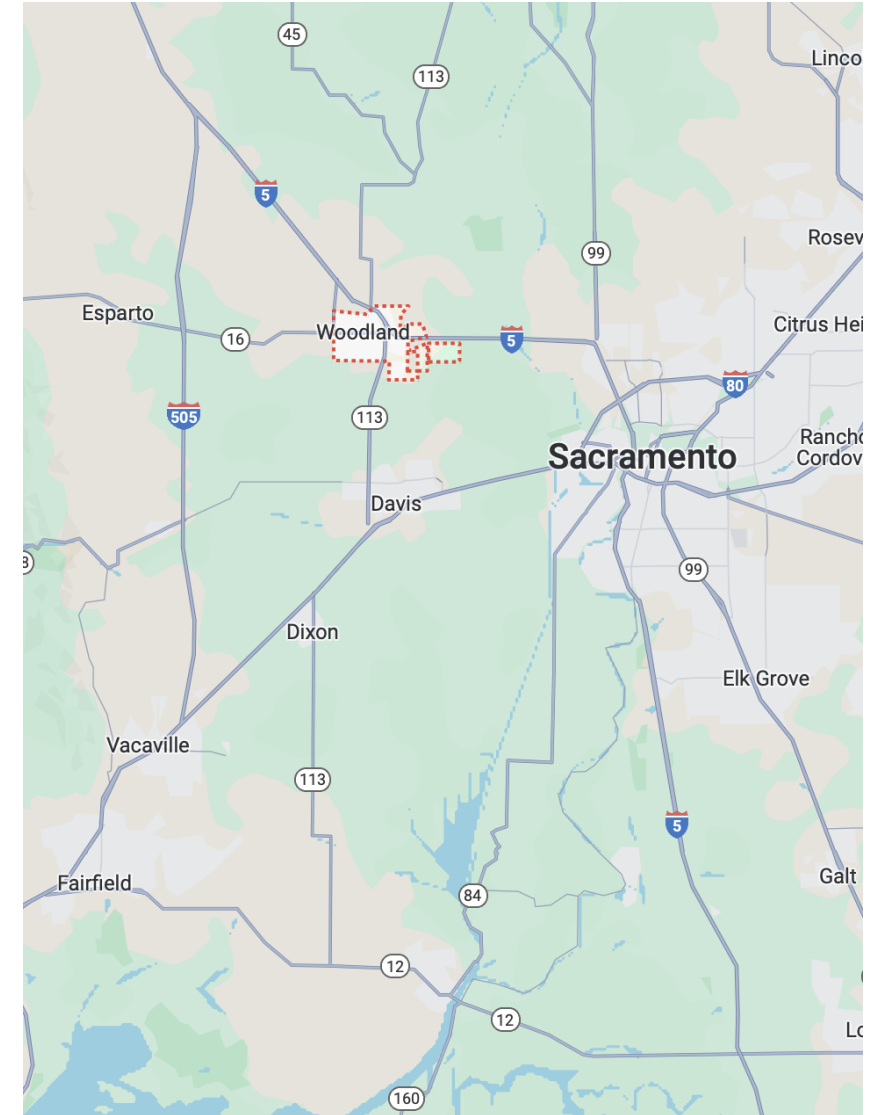 45
113
Linco
5
99
Rosev
Esparto
Woodland
16
5
Citrus Hei
80
505
113
Sacramento
Rancho
Cordov
Davis
99
8
Dixon
Elk Grove
Vacaville
113
5
Fairfield
84
Galt
12
12
Lo
160